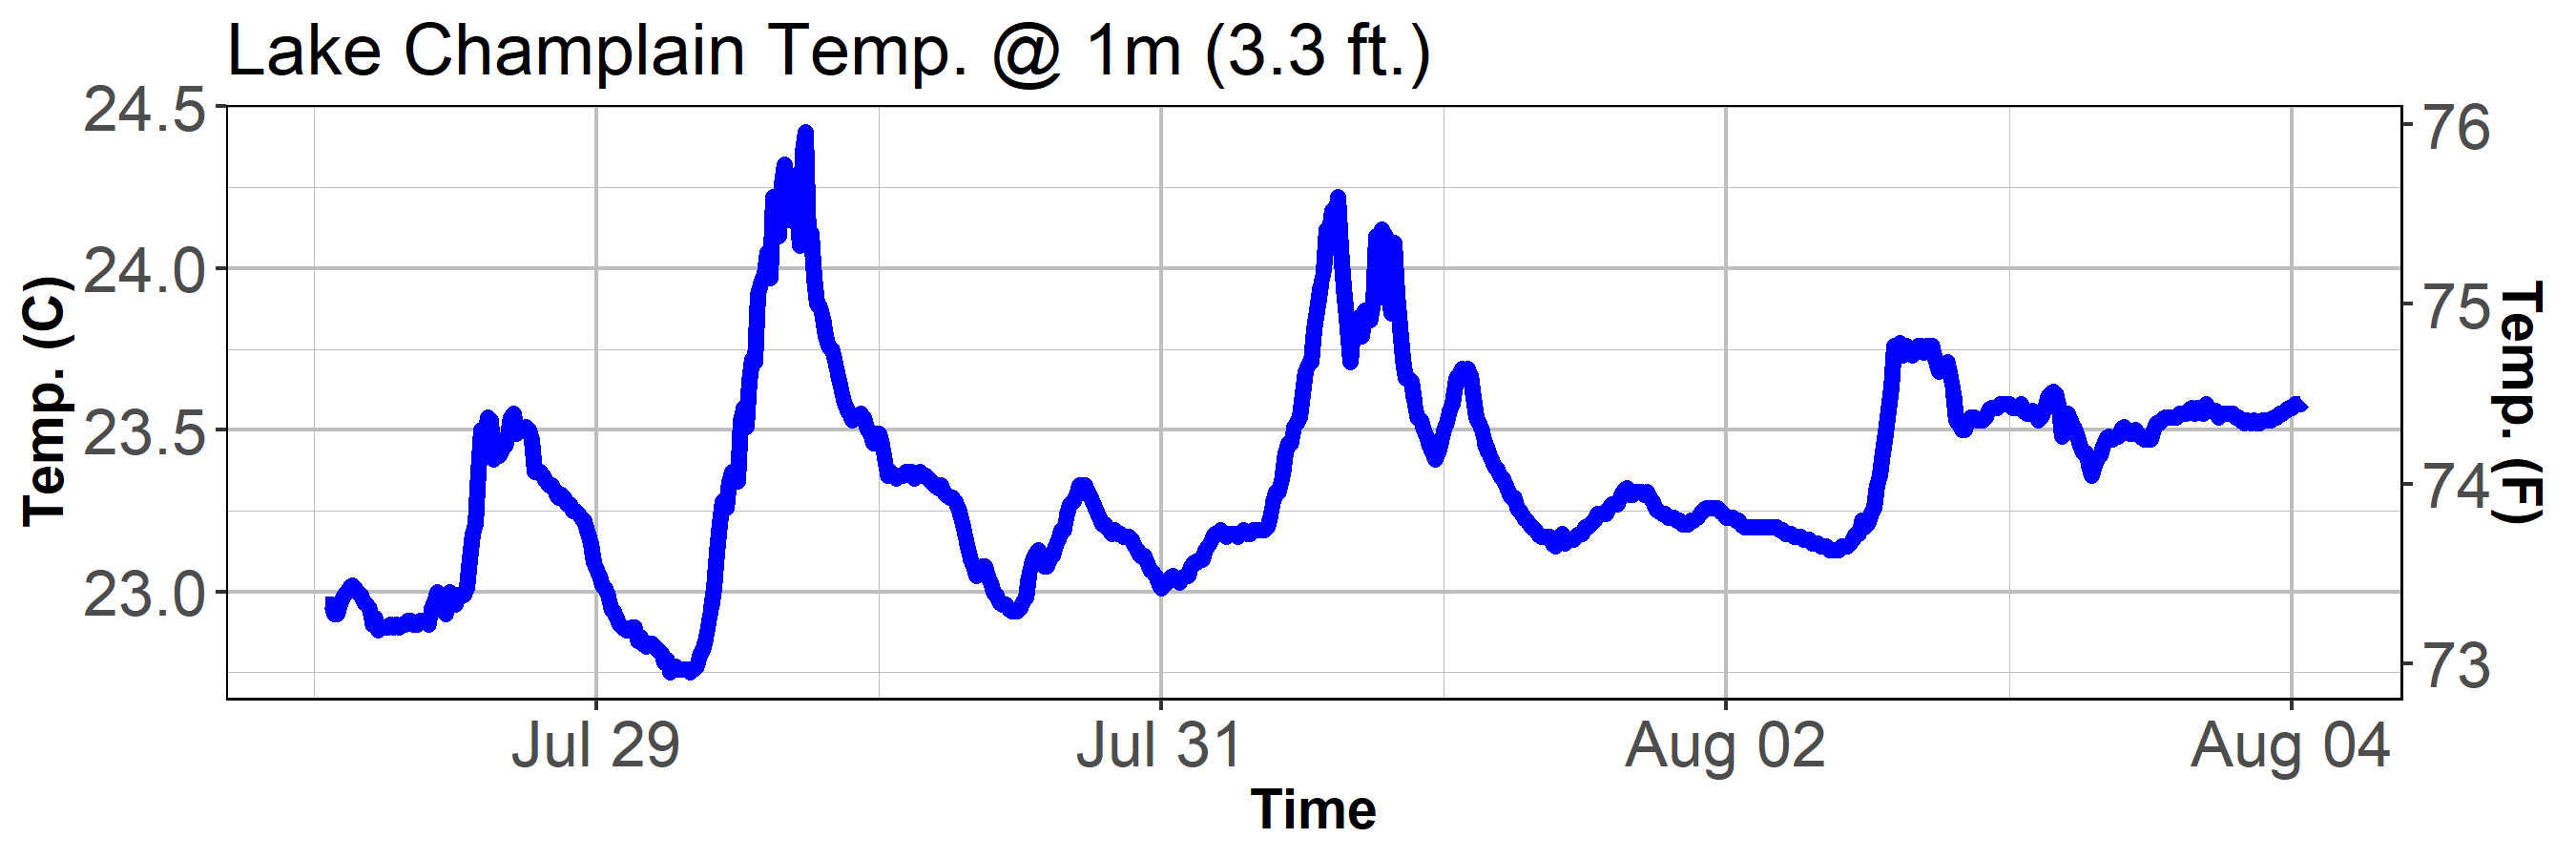 Lake Champlain Temp. @ 1m (3.3 ft.)
24.5
24.0
23.5
23.0
Temp. (C)
76
75
74
73
Temp. (F)
Jul 29
Jul 31
Aug 02
Aug 04
Time